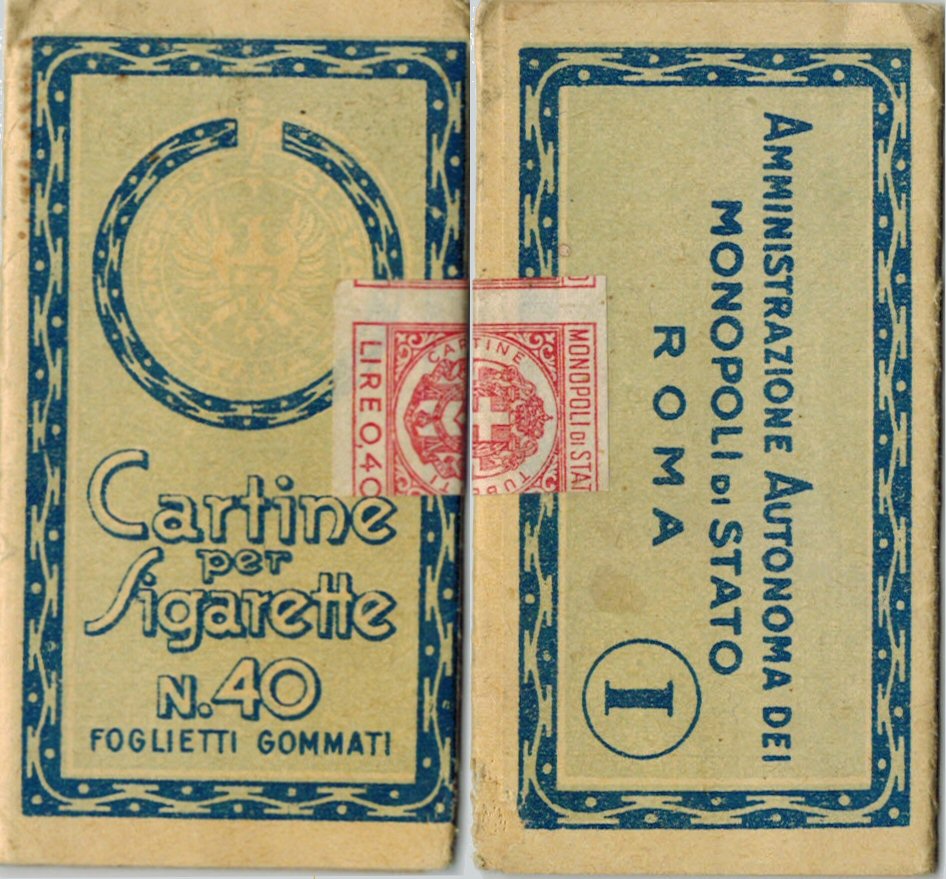 Cartine
per
Sigarette
N.40
FOGLIETTI GOMMATI
LIRE 0,40
CARTINE
MONOPOLI DI STAT
AMMINISTRAZIONE AUTONOMA DEI
MONOPOLI DI STATO
ROMA
I